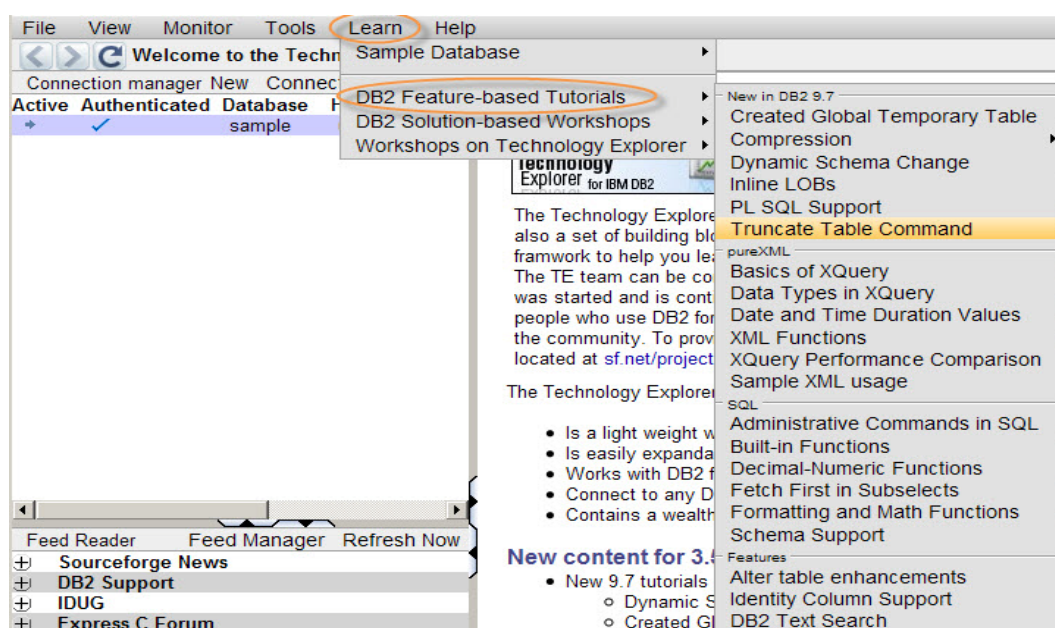 File View Monitor Tools Learn Help
Welcome to the Techn
Connection manager New Connec
Active Authenticated Database H
sample
Sample Database
DB2 Feature-based Tutorials
DB2 Solution-based Workshops
Workshops on Technology Explorer
New in DB2 9.7
Created Global Temporary Table
Compression
Dynamic Schema Change
Inline LOBs
PL SQL Support
Truncate Table Command
pureXML
Basics of XQuery
Data Types in XQuery
Date and Time Duration Values
XML Functions
XQuery Performance Comparison
Sample XML usage
SQL
Administrative Commands in SQL
Built-in Functions
Decimal-Numeric Functions
Fetch First in Subselects
Formatting and Math Functions
Schema Support
Features
Alter table enhancements
Identity Column Support
DB2 Text Search
Technology
Explorer for IBM DB2
The Technology Explore
also a set of building blo
framwork to help you lea
The TE team can be co
was started and is cont
people who use DB2 for
the community. To prov
located at sf.net/project
The Technology Explorer
Is a light weight w
Is easily expanda
Works with DB2 f
Connect to any D
Contains a wealth
New content for 3.5
New 9.7 tutorials
Dynamic S
Created Gl
Feed Reader Feed Manager Refresh Now
Sourceforge News
DB2 Support
IDUG
Express C Forum